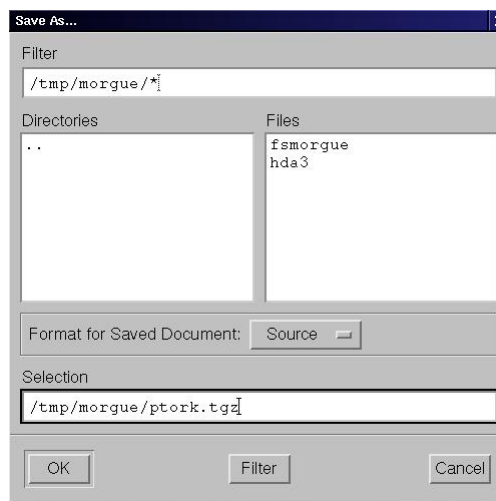 Save As...
Filter
/tmp/morgue/*
Directories
Files
..
fsmorgue
hda3
Format for Saved Document: Source
Selection
/tmp/morgue/ptork.tgz
OK Filter Cancel